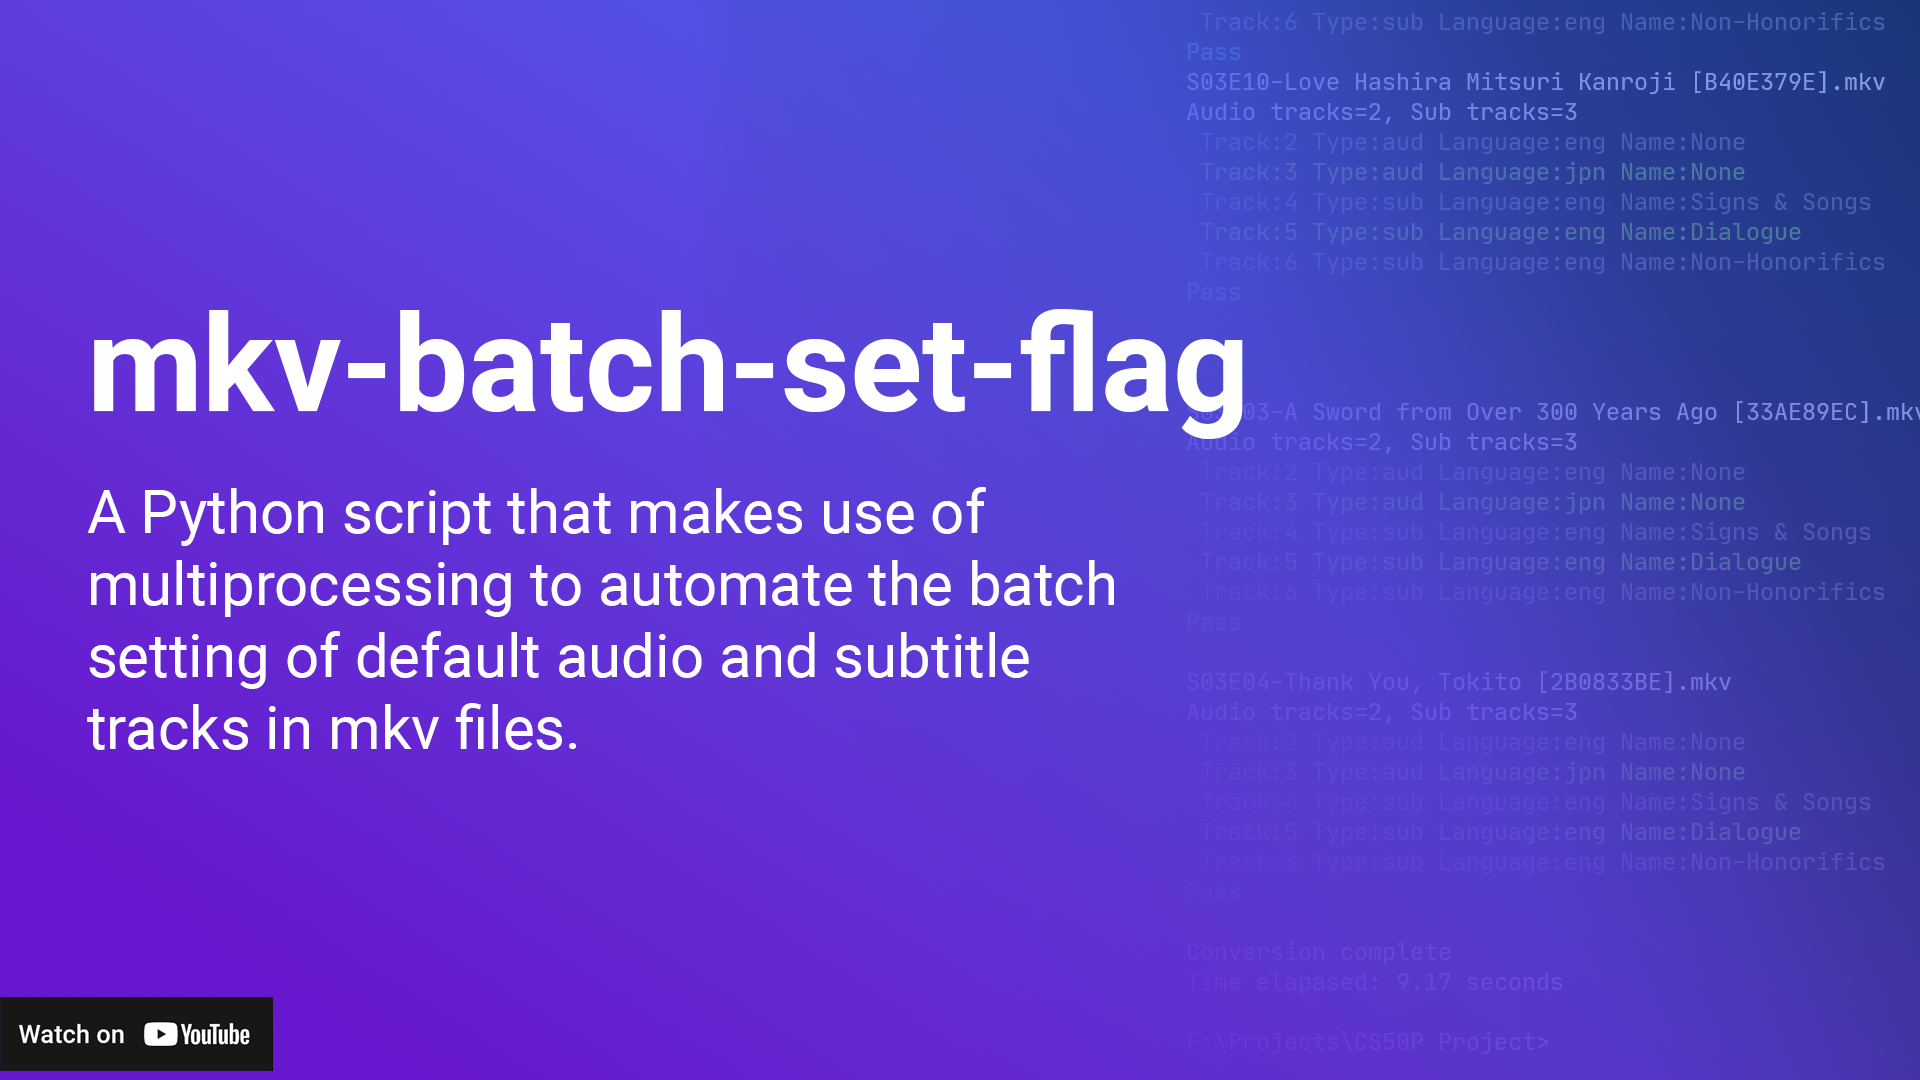 mkv-batch-set-flag
A Python script that makes use of
multiprocessing to automate the batch
setting of default audio and subtitle
tracks in mkv files.
Watch on YouTube
Track:6 Type:sub Language:eng Name:Non-Honorifics
Pass
S03E10-Love Hashira Mitsuri Kanroji [B40E379E].mkv
Audio tracks=2, Sub tracks=3
Track:2 Type:aud Language:eng Name:None
Track:3 Type:aud Language:jpn Name:None
Track:4 Type:sub Language:eng Name:Signs & Songs
Track:5 Type:sub Language:eng Name:Dialogue
Track:6 Type:sub Language:eng Name:Non-Honorifics
Pass
03-A Sword from Over 300 Years Ago [33AE89EC].mkv
Audio tracks=2, Sub tracks=3
Track:2 Type:aud Language:eng Name:None
Track:3 Type:aud Language:jpn Name:None
Track:4 Type:sub Language:eng Name:Signs & Songs
Track:5 Type:sub Language:eng Name:Dialogue
Track:6 Type:sub Language:eng Name:Non-Honorifics
Pass
S03E04-Thank You, Tokito [2B0833BE].mkv
Audio tracks=2, Sub tracks=3
Track:2 Type:aud Language:eng Name:None
Track:3 Type:aud Language:jpn Name:None
Track:4 Type:sub Language:eng Name:Signs & Songs
Track:5 Type:sub Language:eng Name:Dialogue
Track:6 Type:sub Language:eng Name:Non-Honorifics
Pass
Conversion complete
Time elapased: 9.17 seconds
F:\Projects\CS50P Project>